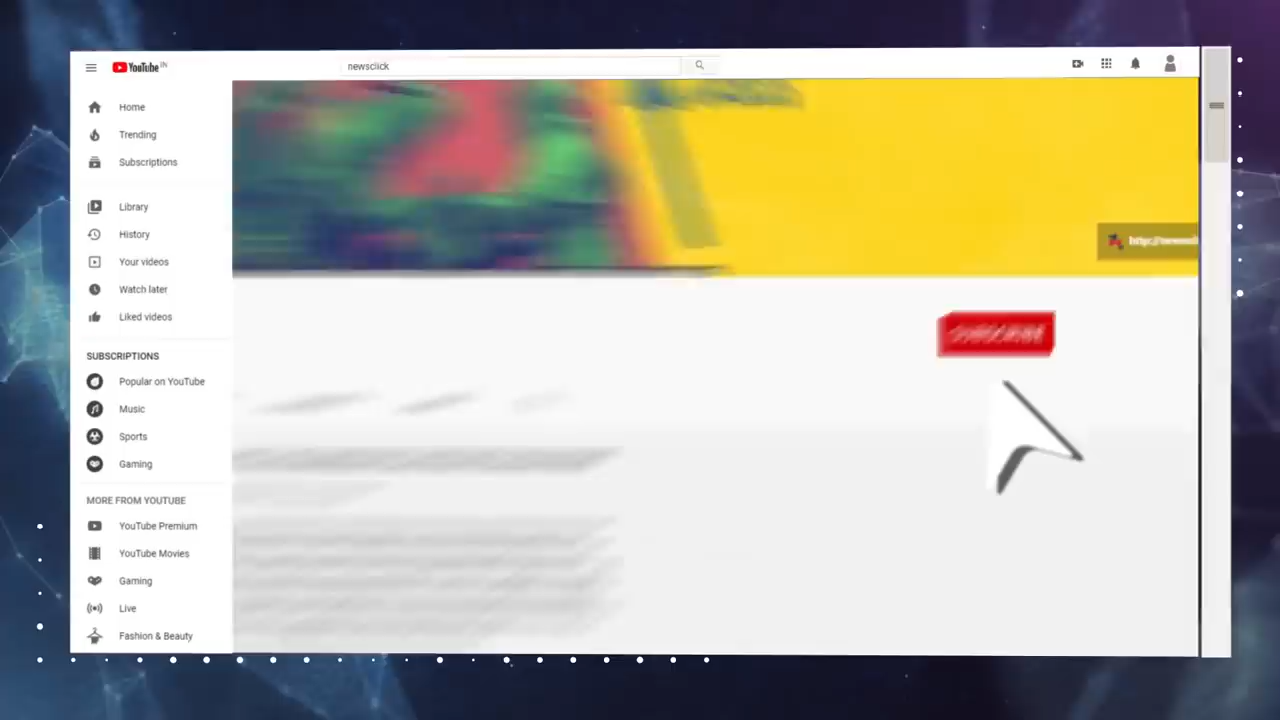 YouTube IN
newsclick
Home
Trending
Subscriptions
Library
History
Your videos
Watch later
Liked videos
SUBSCRIPTIONS
Popular on YouTube
Music
Sports
Gaming
MORE FROM YOUTUBE
YouTube Premium
YouTube Movies
Gaming
Live
Fashion & Beauty
SUBSCRIBE